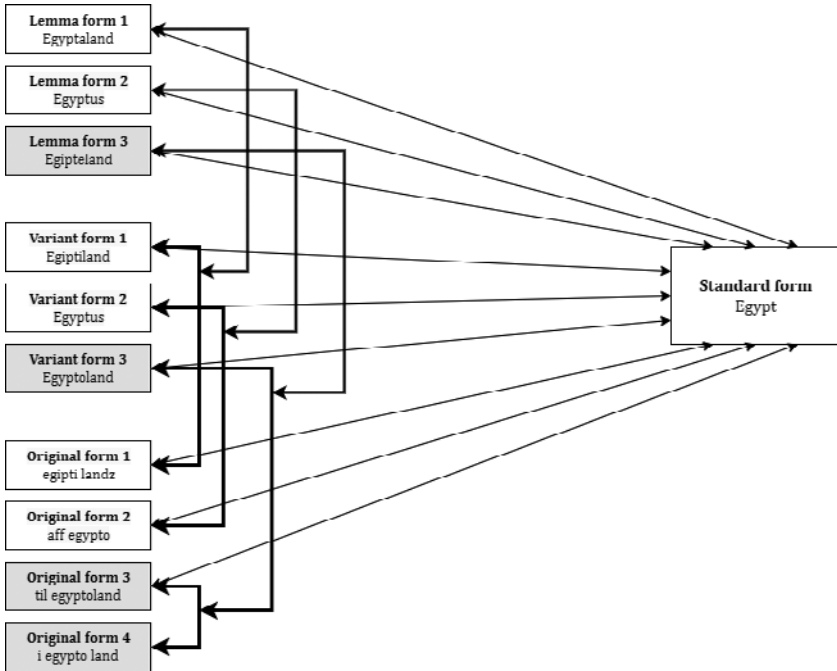 Lemma form 1
Egyptaland
Lemma form 2
Egyptus
Lemma form 3
Egipteland
Variant form 1
Egiptiland
Variant form 2
Egyptus
Variant form 3
Egyptoland
Standard form
Egypt
Original form 1
egipti landz
Original form 2
aff egypto
Original form 3
til egyptoland
Original form 4
i egypto land